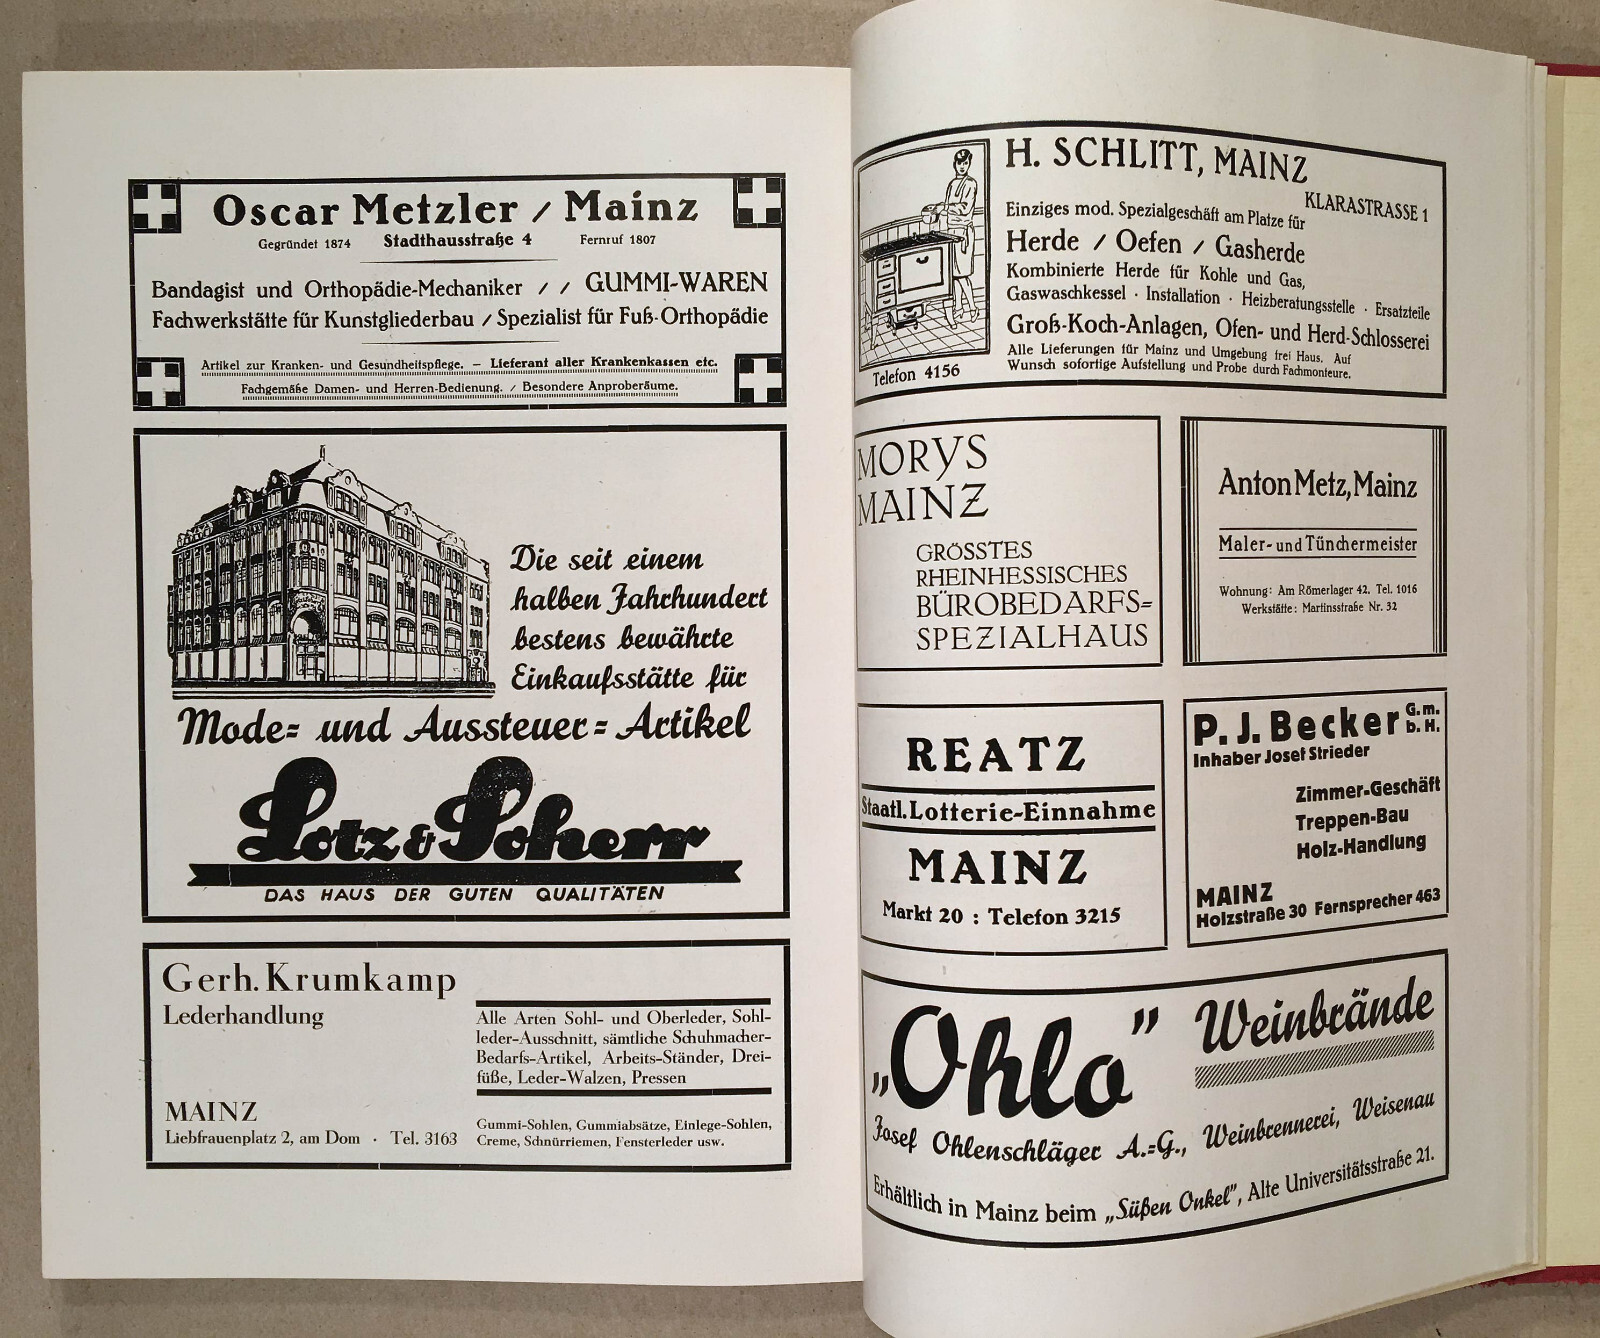 Oscar Metzler / Mainz
Gegründet 1874 Stadthausstraße 4 Fernruf 1807
Bandagist und Orthopädie-Mechaniker / / GUMMI-WAREN
Fachwerkstätte für Kunstgliederbau / Spezialist für Fuß-Orthopädie
Artikel zur Kranken- und Gesundheitspflege. – Lieferant aller Krankenkassen etc.
Fachgemäße Damen- und Herren-Bedienung. / Besondere Anproberäume.
Die seit einem
halben Jahrhundert
bestens bewährte
Einkaufsstätte für
Mode- und Aussteuer-Artikel
Lotz & Soherr
DAS HAUS DER GUTEN QUALITÄTEN
Gerh. Krumkamp
Lederhandlung
MAINZ
Liebfrauenplatz 2, am Dom · Tel. 3163
Alle Arten Sohl- und Oberleder, Sohl-
leder-Ausschnitt, sämtliche Schuhmacher-
Bedarfs-Artikel, Arbeits-Ständer, Drei-
füße, Leder-Walzen, Pressen
Gummi-Sohlen, Gummiabsätze, Einlege-Sohlen,
Creme, Schnürriemen, Fensterleder usw.
H. SCHLITT, MAINZ
KLARASTRASSE 1
Einziges mod. Spezialgeschäft am Platze für
Herde / Oefen / Gasherde
Kombinierte Herde für Kohle und Gas,
Gaswaschkessel · Installation · Heizberatungsstelle · Ersatzteile
Groß-Koch-Anlagen, Ofen- und Herd-Schlosserei
Alle Lieferungen für Mainz und Umgebung frei Haus. Auf
Wunsch sofortige Aufstellung und Probe durch Fachmonteure.
Telefon 4156
MORYS
MAINZ
GRÖSSTES
RHEINHESSISCHES
BÜROBEDARFS-
SPEZIALHAUS
Anton Metz, Mainz
Maler- und Tünchermeister
Wohnung: Am Römerlager 42, Tel. 1016
Werkstätte: Martinsstraße Nr. 32
REATZ
Staatl. Lotterie-Einnahme
MAINZ
Markt 20 : Telefon 3215
P. J. Becker G. m. b. H.
Inhaber Josef Strieder
Zimmer-Geschäft
Treppen-Bau
Holz-Handlung
MAINZ
Holzstraße 30 Fernsprecher 463
„Ohlo” Weinbrände
Josef Ohlenschläger A.-G., Weinbrennerei, Weisenau
Erhältlich in Mainz beim „Süßen Onkel”, Alte Universitätsstraße 21.